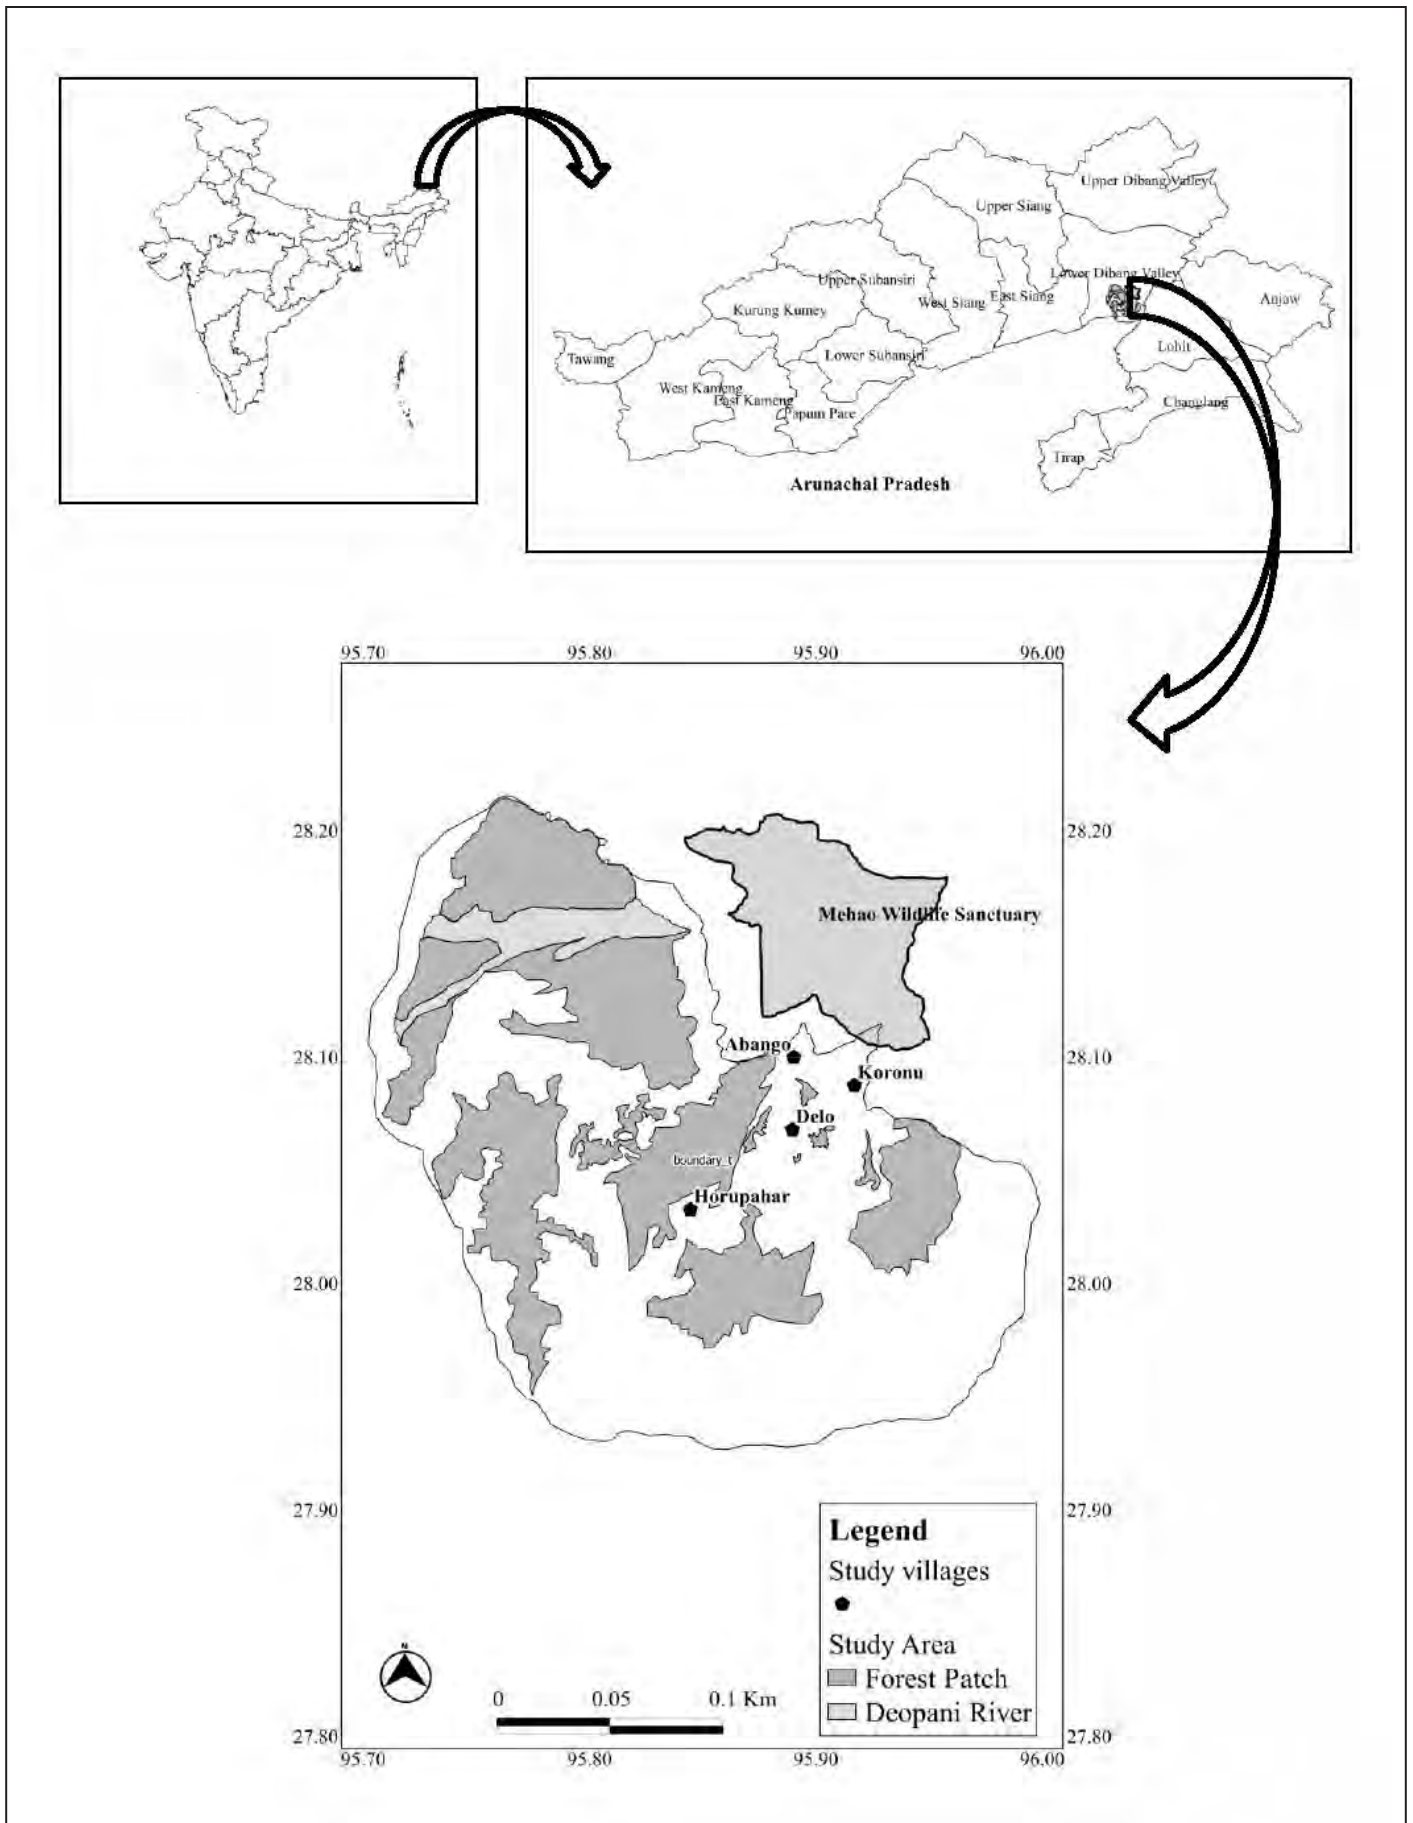 Upper Dibang Valley
Upper Siang
Lower Dibang Valley
Upper Subansiri
West Siang
East Siang
Anjaw
Kurung Kumey
Tawang
Lower Subansiri
Lohit
West Kameng
East Kameng
Papum Pare
Changlang
Tirap
Arunachal Pradesh
95.70 95.80 95.90 96.00
28.20 28.20
Mehao Wildlife Sanctuary
Abango
28.10 28.10
Koronu
Delo
boundary_t
Horupahar
28.00 28.00
27.90 27.90
Legend
Study villages
Study Area
N
Forest Patch
0 0.05 0.1 Km
Deopani River
27.80 27.80
95.70 95.80 95.90 96.00